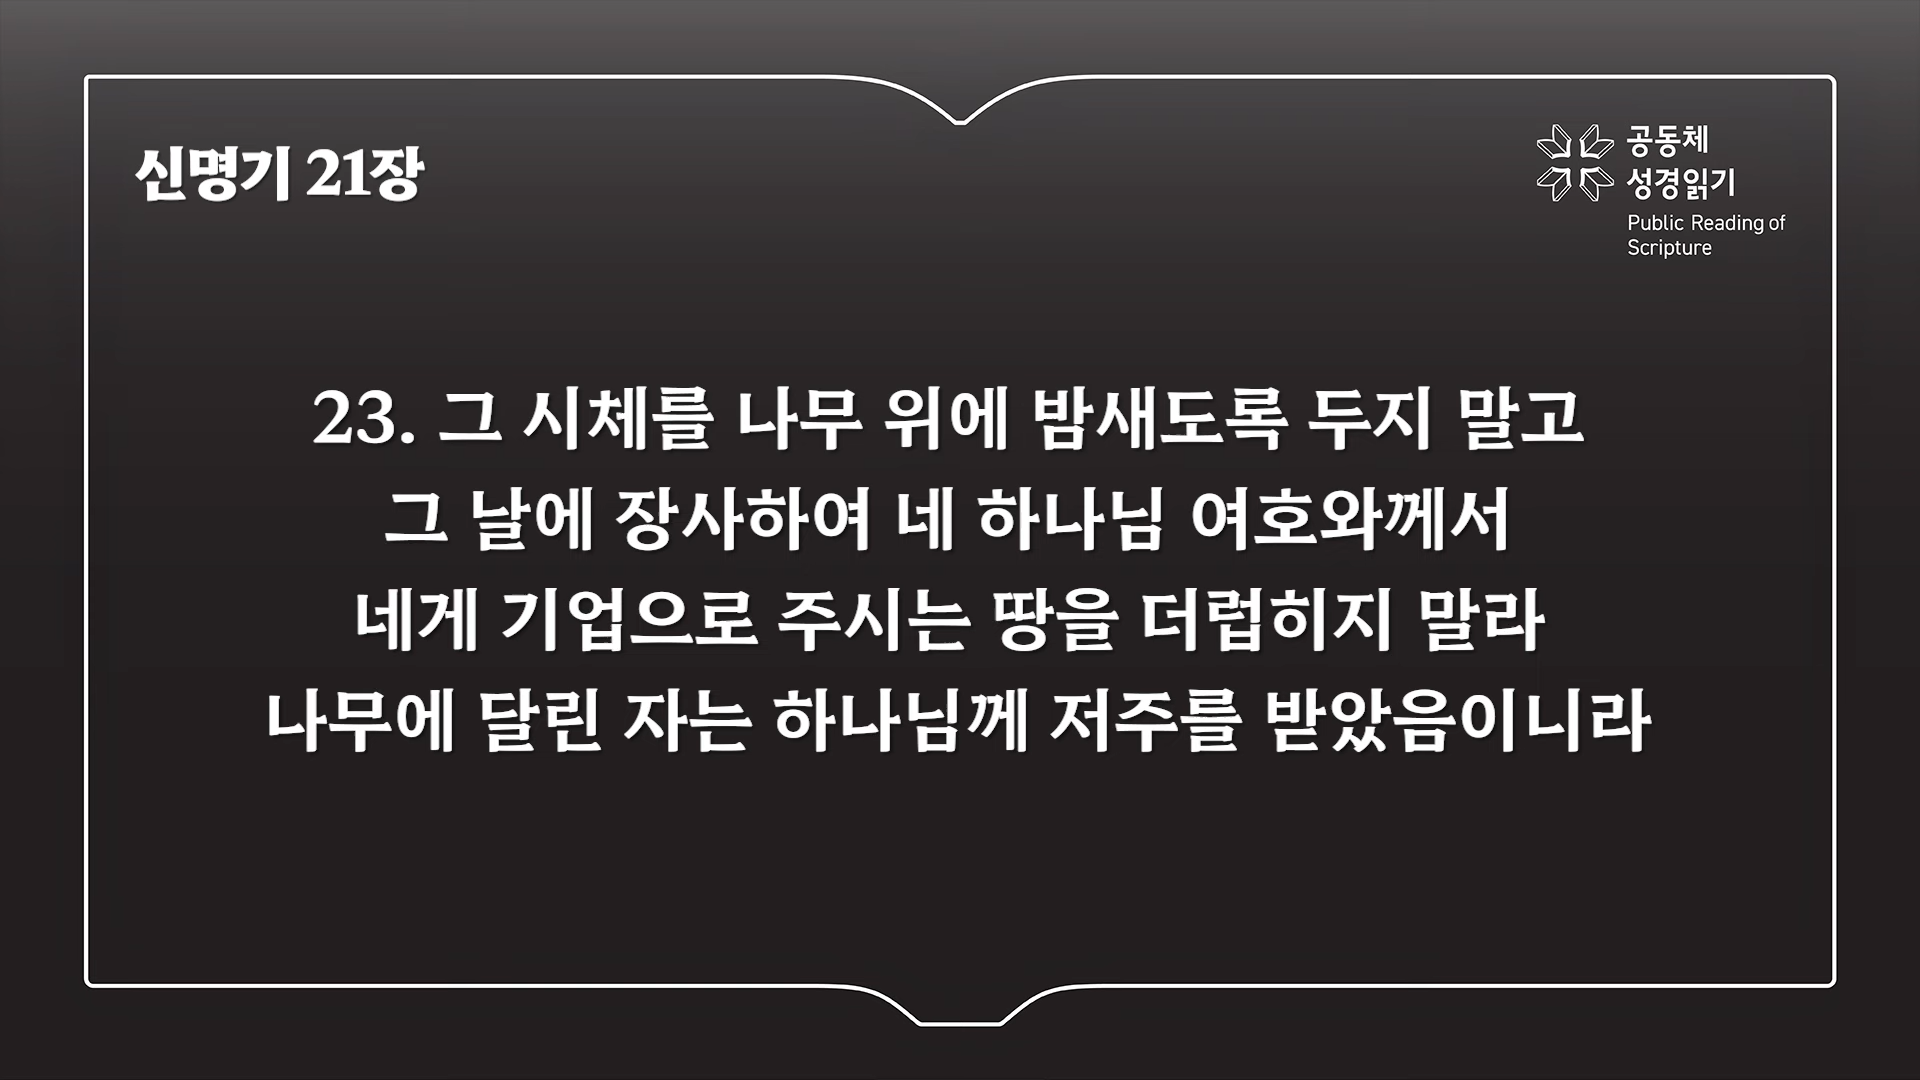 신명기 21장
공동체
성경읽기
Public Reading of
Scripture
23. 그 시체를 나무 위에 밤새도록 두지 말고
그 날에 장사하여 네 하나님 여호와께서
네게 기업으로 주시는 땅을 더럽히지 말라
나무에 달린 자는 하나님께 저주를 받았음이니라